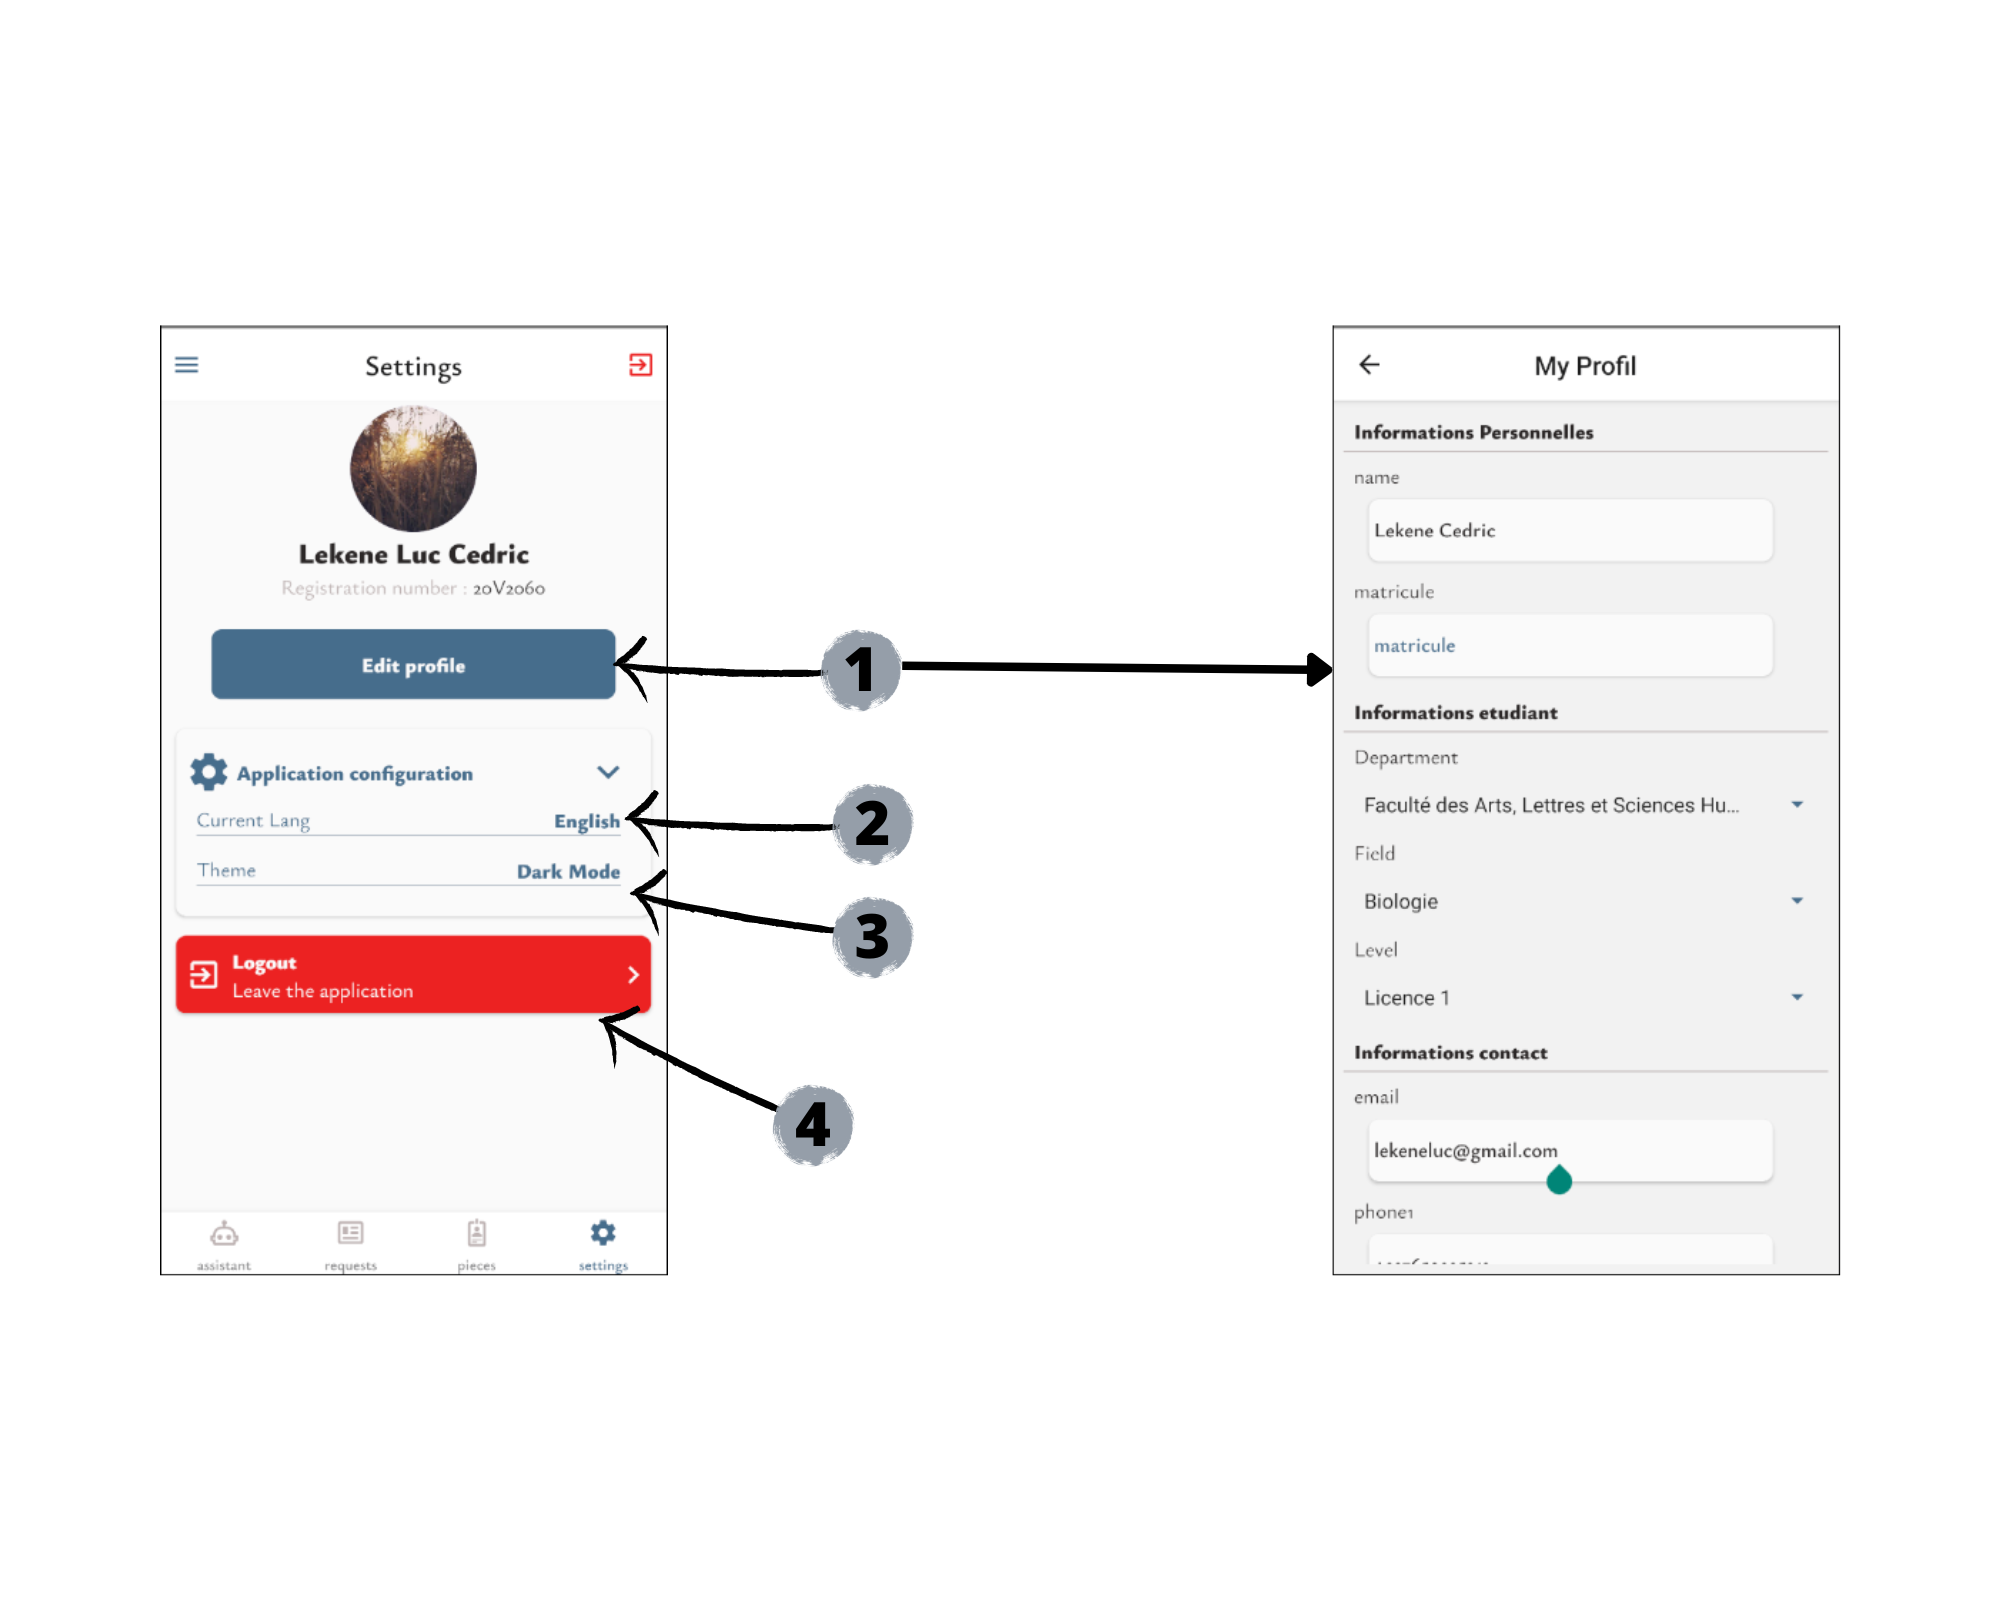 Settings
Lekene Luc Cedric
Registration number : 20V2060
Edit profile
Application configuration
Current Lang English
Theme Dark Mode
Logout
Leave the application
assistant requests pieces settings
1
2
3
4
My Profil
Informations Personnelles
name
Lekene Cedric
matricule
matricule
Informations etudiant
Department
Faculté des Arts, Lettres et Sciences Hu...
Field
Biologie
Level
Licence 1
Informations contact
email
lekeneluc@gmail.com
phone1